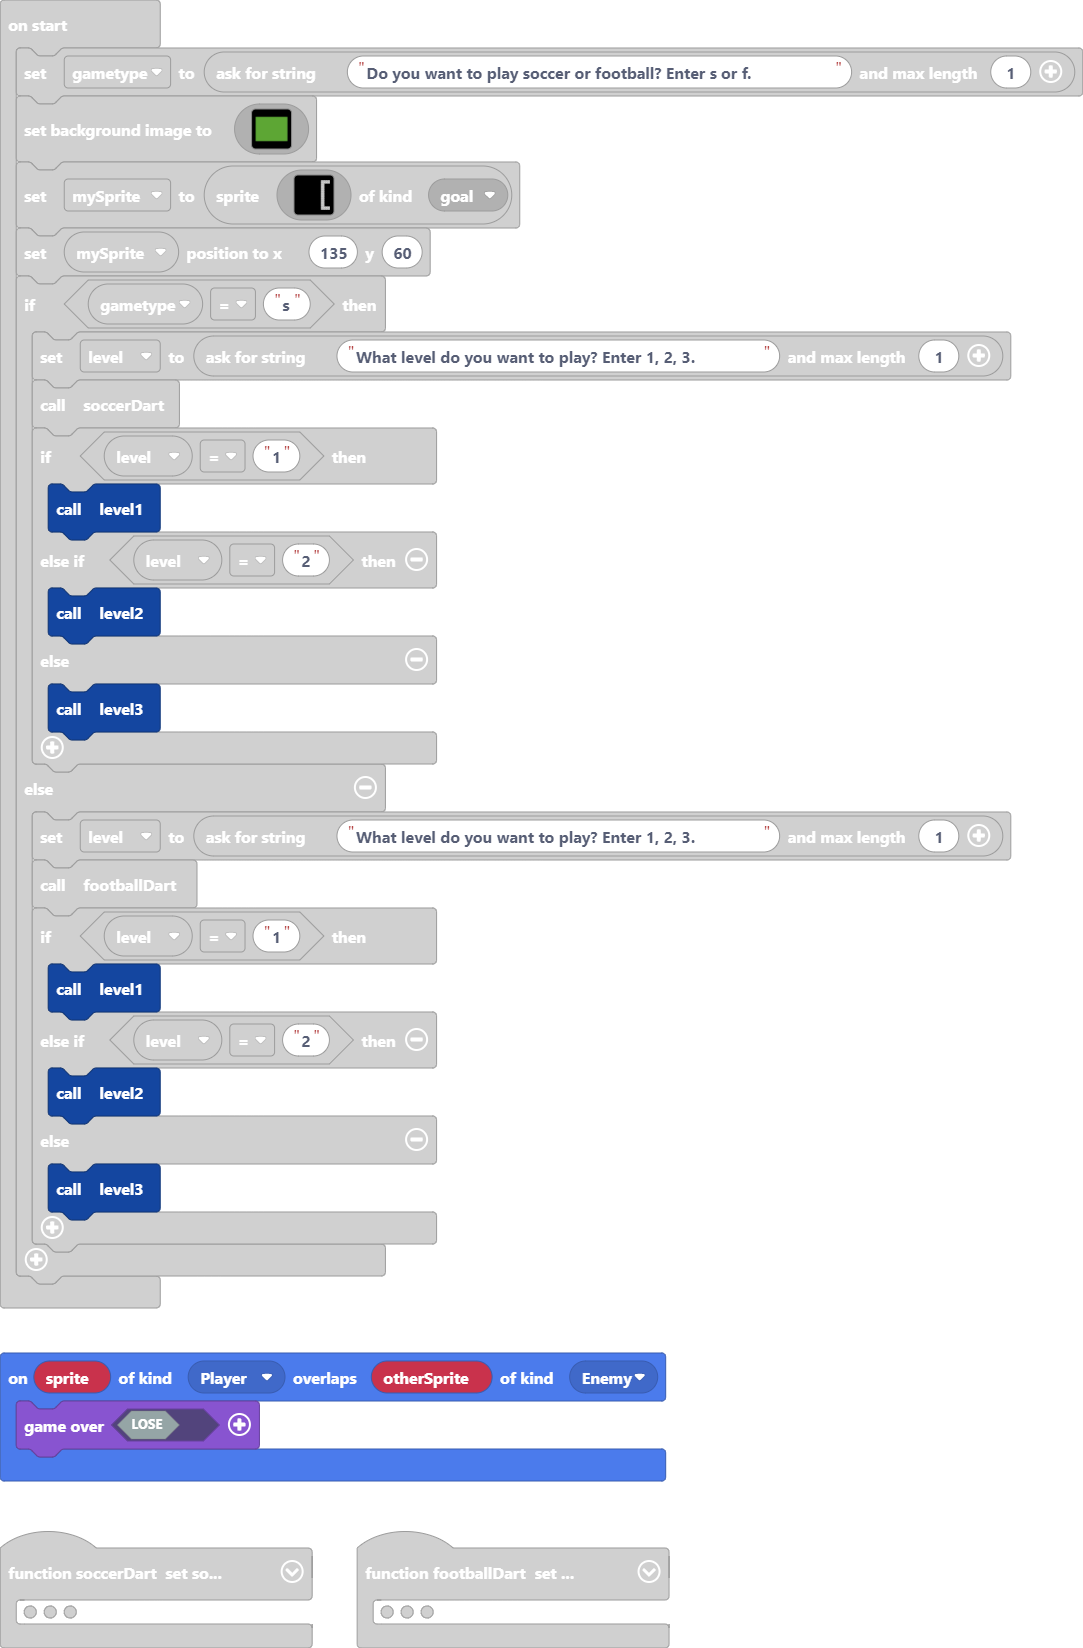 on start
set gametype to ask for string "Do you want to play soccer or football? Enter s or f." and max length 1
set background image to
set mySprite to sprite of kind goal
set mySprite position to x 135 y 60
if gametype = "s" then
set level to ask for string "What level do you want to play? Enter 1, 2, 3." and max length 1
call soccerDart
if level = "1" then
call level1
else if level = "2" then
call level2
else
call level3
else
set level to ask for string "What level do you want to play? Enter 1, 2, 3." and max length 1
call footballDart
if level = "1" then
call level1
else if level = "2" then
call level2
else
call level3
on sprite of kind Player overlaps otherSprite of kind Enemy
game over LOSE
function soccerDart set so...
function footballDart set ...